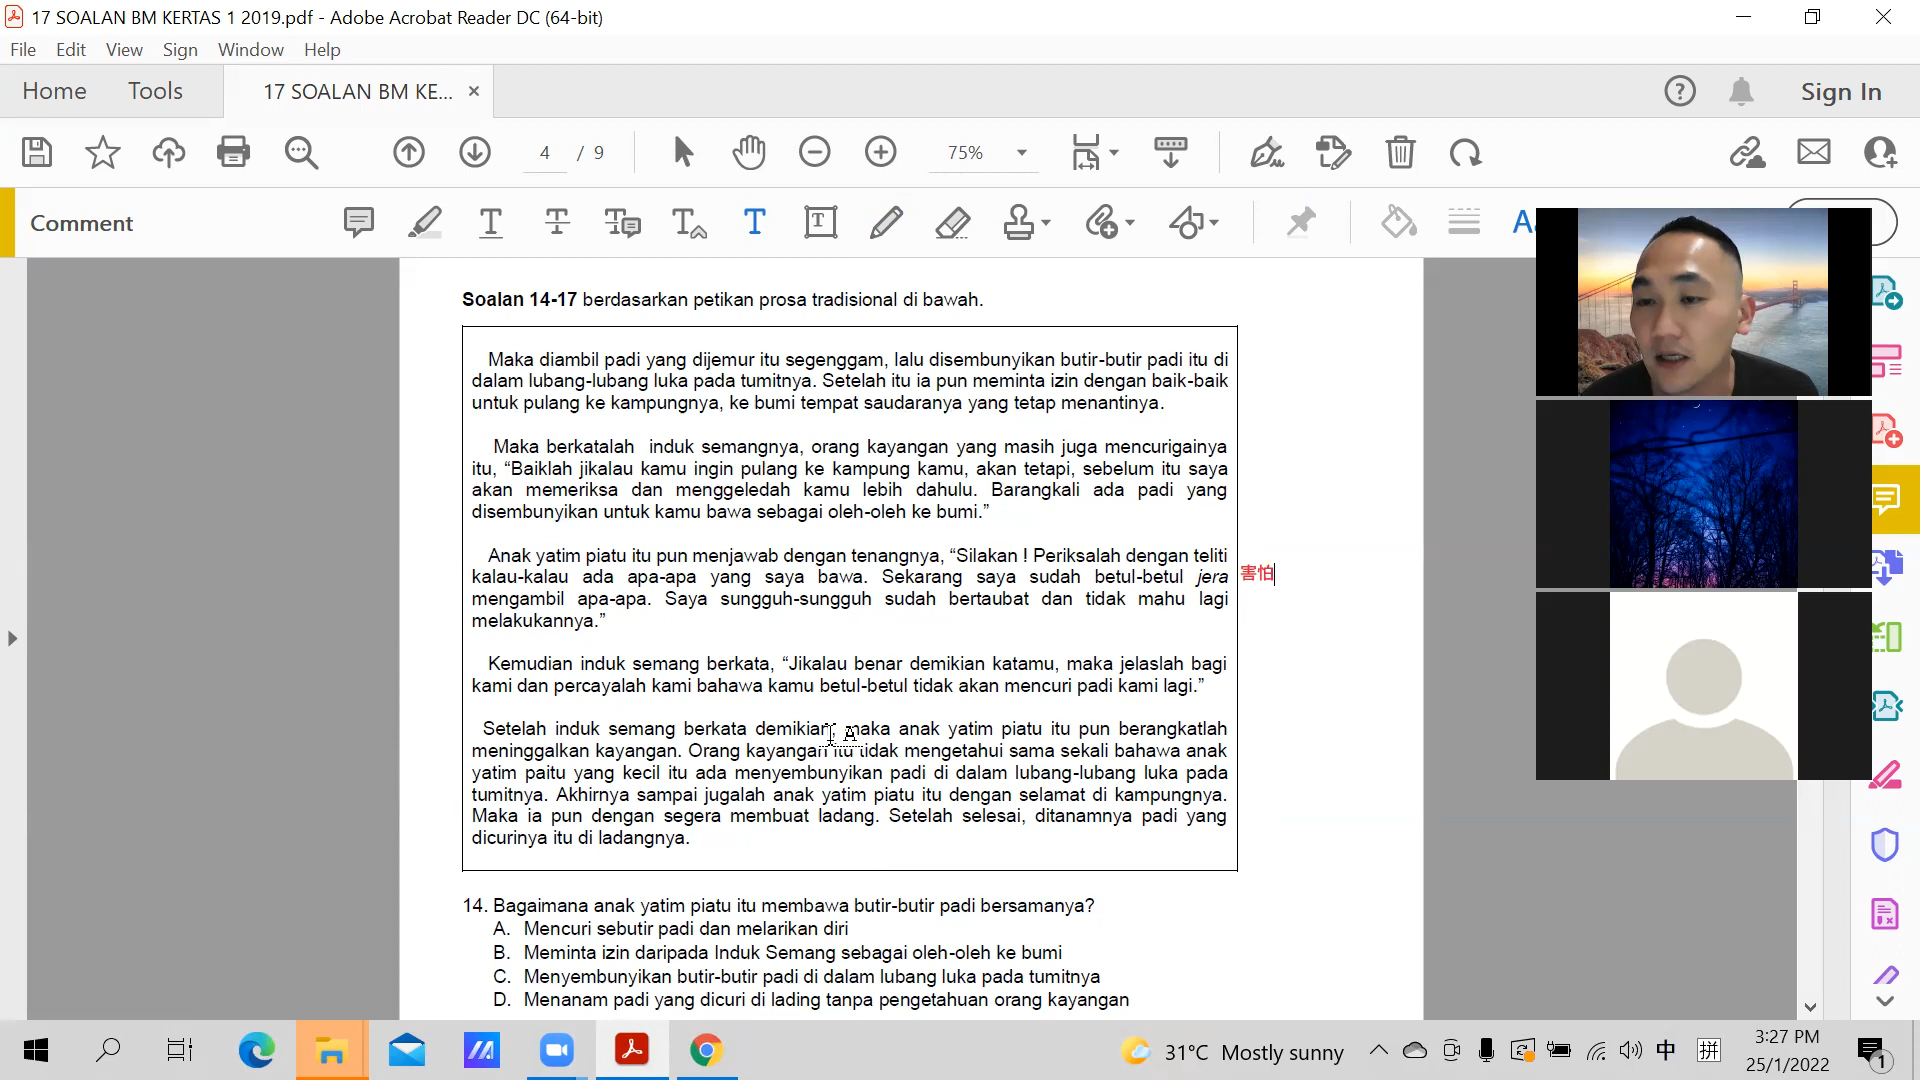 17 SOALAN BM KERTAS 1 2019.pdf - Adobe Acrobat Reader DC (64-bit)
File Edit View Sign Window Help
Home Tools 17 SOALAN BM KE... × Sign In
4 / 9 75%
Comment
Soalan 14-17 berdasarkan petikan prosa tradisional di bawah.
Maka diambil padi yang dijemur itu segenggam, lalu disembunyikan butir-butir padi itu di
dalam lubang-lubang luka pada tumitnya. Setelah itu ia pun meminta izin dengan baik-baik
untuk pulang ke kampungnya, ke bumi tempat saudaranya yang tetap menantinya.
Maka berkatalah induk semangnya, orang kayangan yang masih juga mencurigainya
itu, “Baiklah jikalau kamu ingin pulang ke kampung kamu, akan tetapi, sebelum itu saya
akan memeriksa dan menggeledah kamu lebih dahulu. Barangkali ada padi yang
disembunyikan untuk kamu bawa sebagai oleh-oleh ke bumi.”
Anak yatim piatu itu pun menjawab dengan tenangnya, “Silakan ! Periksalah dengan teliti
kalau-kalau ada apa-apa yang saya bawa. Sekarang saya sudah betul-betul jera 害怕
mengambil apa-apa. Saya sungguh-sungguh sudah bertaubat dan tidak mahu lagi
melakukannya.”
Kemudian induk semang berkata, “Jikalau benar demikian katamu, maka jelaslah bagi
kami dan percayalah kami bahawa kamu betul-betul tidak akan mencuri padi kami lagi.”
Setelah induk semang berkata demikian, maka anak yatim piatu itu pun berangkatlah
meninggalkan kayangan. Orang kayangan itu tidak mengetahui sama sekali bahawa anak
yatim paitu yang kecil itu ada menyembunyikan padi di dalam lubang-lubang luka pada
tumitnya. Akhirnya sampai jugalah anak yatim piatu itu dengan selamat di kampungnya.
Maka ia pun dengan segera membuat ladang. Setelah selesai, ditanamnya padi yang
dicurinya itu di ladangnya.
14. Bagaimana anak yatim piatu itu membawa butir-butir padi bersamanya?
A. Mencuri sebutir padi dan melarikan diri
B. Meminta izin daripada Induk Semang sebagai oleh-oleh ke bumi
C. Menyembunyikan butir-butir padi di dalam lubang luka pada tumitnya
D. Menanam padi yang dicuri di lading tanpa pengetahuan orang kayangan
31°C Mostly sunny 中 拼 3:27 PM
25/1/2022 1